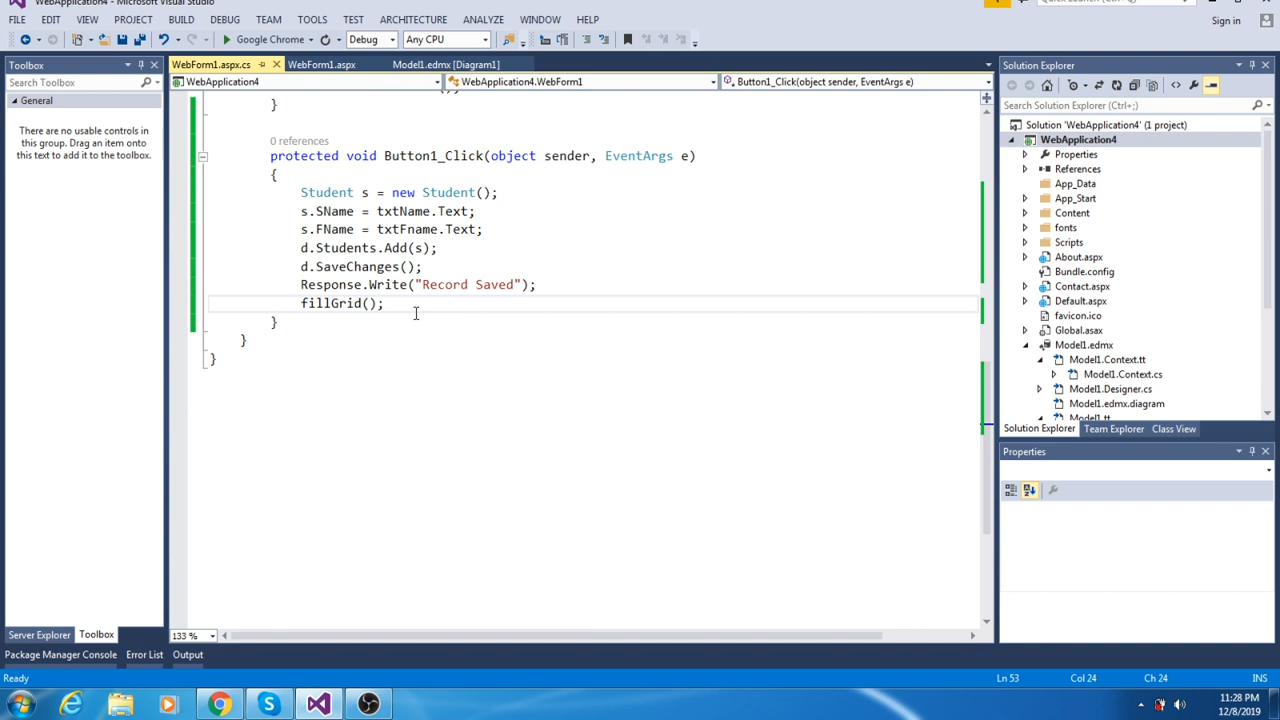 WebApplication4 - Microsoft Visual Studio
Quick Launch (Ctrl+Q)
FILE EDIT VIEW PROJECT BUILD DEBUG TEAM TOOLS TEST ARCHITECTURE ANALYZE WINDOW HELP
Sign in
Google Chrome Debug Any CPU
Toolbox
WebForm1.aspx.cs WebForm1.aspx Model1.edmx [Diagram1]
Solution Explorer
Search Toolbox
WebApplication4 WebApplication4.WebForm1 Button1_Click(object sender, EventArgs e)
General
There are no usable controls in
this group. Drag an item onto
this text to add it to the toolbox.
}
0 references
protected void Button1_Click(object sender, EventArgs e)
{
Student s = new Student();
s.SName = txtName.Text;
s.FName = txtFname.Text;
d.Students.Add(s);
d.SaveChanges();
Response.Write("Record Saved");
fillGrid();
}
}
}
Search Solution Explorer (Ctrl+;)
Solution 'WebApplication4' (1 project)
WebApplication4
Properties
References
App_Data
App_Start
Content
fonts
Scripts
About.aspx
Bundle.config
Contact.aspx
Default.aspx
favicon.ico
Global.asax
Model1.edmx
Model1.Context.tt
Model1.Context.cs
Model1.Designer.cs
Model1.edmx.diagram
Model1.tt
Solution Explorer Team Explorer Class View
Properties
133 %
Server Explorer Toolbox
Package Manager Console Error List Output
Ready Ln 53 Col 24 Ch 24 INS
11:28 PM
12/8/2019